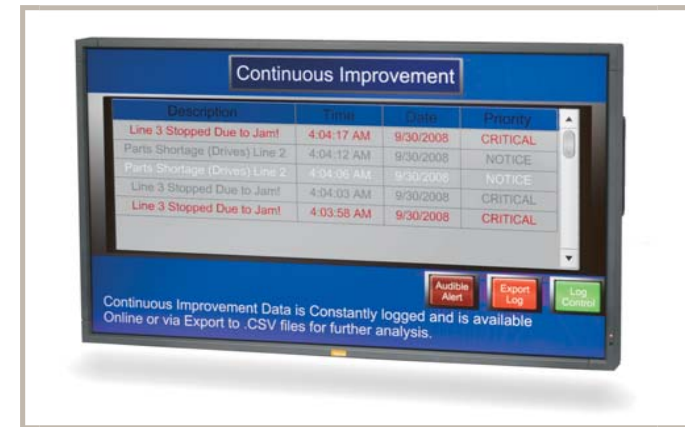 Continuous Improvement
Description Time Date Priority
Line 3 Stopped Due to Jam! 4:04:17 AM 9/30/2008 CRITICAL
Parts Shortage (Drives) Line 2 4:04:12 AM 9/30/2008 NOTICE
Parts Shortage (Drives) Line 2 4:04:06 AM 9/30/2008 NOTICE
Line 3 Stopped Due to Jam! 4:04:03 AM 9/30/2008 CRITICAL
Line 3 Stopped Due to Jam! 4:03:58 AM 9/30/2008 CRITICAL
Audible
Alert
Export
Log
Log
Control
Continuous Improvement Data is Constantly logged and is available
Online or via Export to .CSV files for further
analysis.